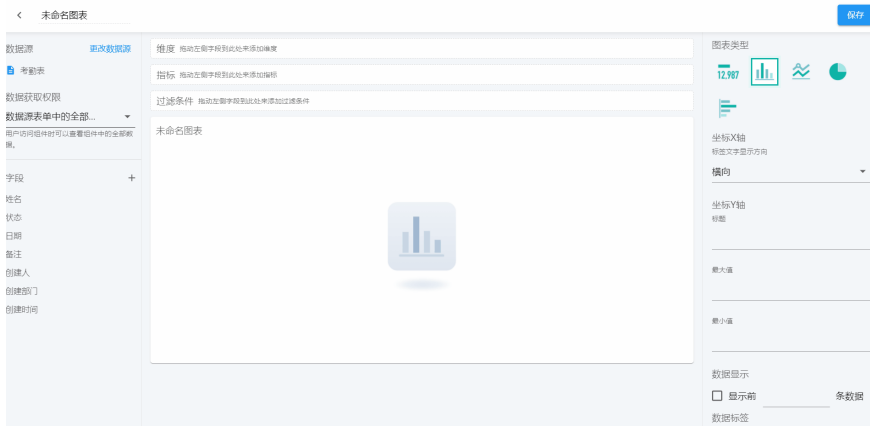 未命名图表
保存
数据源
更改数据源
考勤表
数据获取权限
数据源表单中的全部...
用户访问组件时可以查看组件中的全部数
据。
字段
姓名
状态
日期
备注
创建人
创建部门
创建时间
维度 拖动左侧字段到此处来添加维度
指标 拖动左侧字段到此处来添加指标
过滤条件 拖动左侧字段到此处来添加过滤条件
未命名图表
图表类型
12,987
坐标X轴
标签文字显示方向
横向
坐标Y轴
标题
最大值
最小值
数据显示
显示前 条数据
数据标签